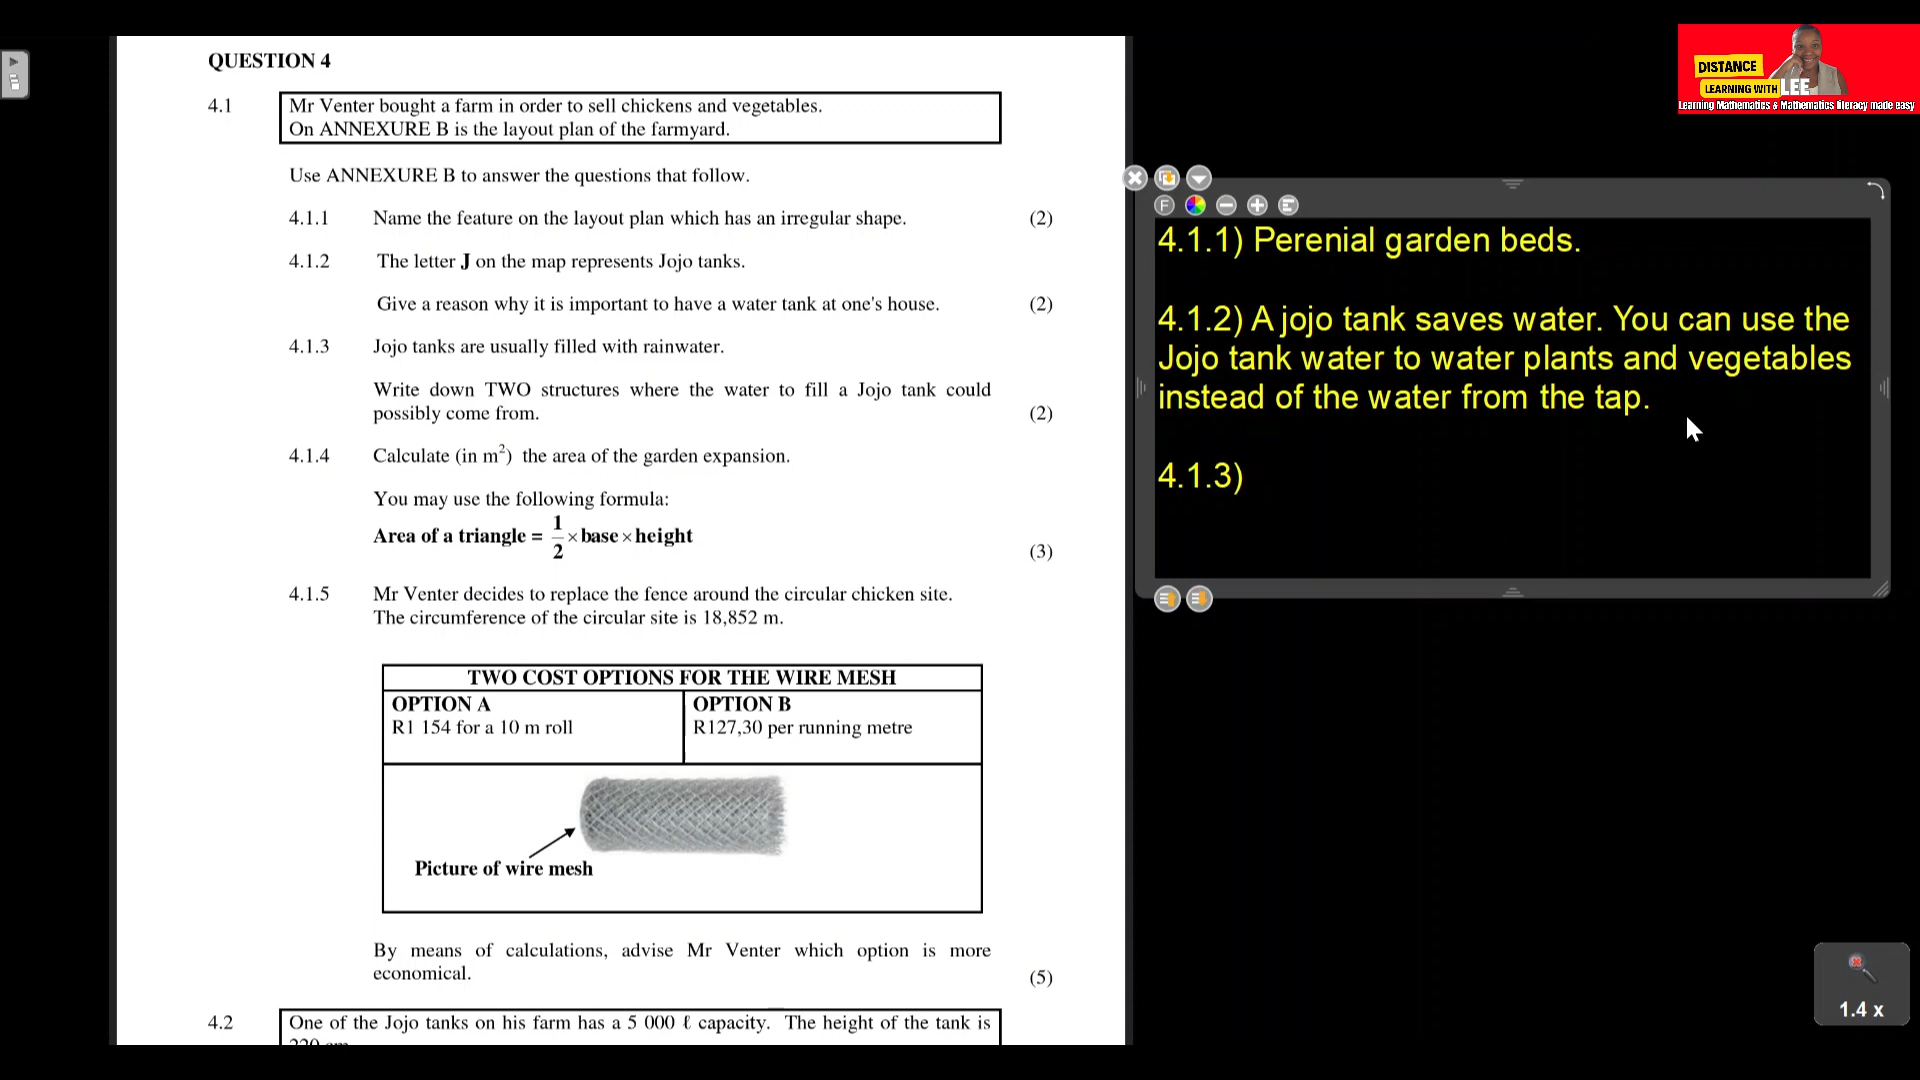 QUESTION 4
4.1 Mr Venter bought a farm in order to sell chickens and vegetables.
On ANNEXURE B is the layout plan of the farmyard.
Use ANNEXURE B to answer the questions that follow.
4.1.1 Name the feature on the layout plan which has an irregular shape. (2)
4.1.2 The letter J on the map represents Jojo tanks.
Give a reason why it is important to have a water tank at one's house. (2)
4.1.3 Jojo tanks are usually filled with rainwater.
Write down TWO structures where the water to fill a Jojo tank could
possibly come from. (2)
4.1.4 Calculate (in m²) the area of the garden expansion.
You may use the following formula:
Area of a triangle = 1/2 × base × height
(3)
4.1.5 Mr Venter decides to replace the fence around the circular chicken site.
The circumference of the circular site is 18,852 m.
TWO COST OPTIONS FOR THE WIRE MESH
OPTION A
R1 154 for a 10 m roll
OPTION B
R127,30 per running metre
Picture of wire mesh
By means of calculations, advise Mr Venter which option is more
economical. (5)
4.2 One of the Jojo tanks on his farm has a 5 000 ℓ capacity. The height of the tank is
DISTANCE
LEARNING WITH LEE
Learning Mathematics & Mathematics literacy made easy
F
4.1.1) Perenial garden beds.
4.1.2) A jojo tank saves water. You can use the
Jojo tank water to water plants and vegetables
instead of the water from the tap.
4.1.3)
1.4 x